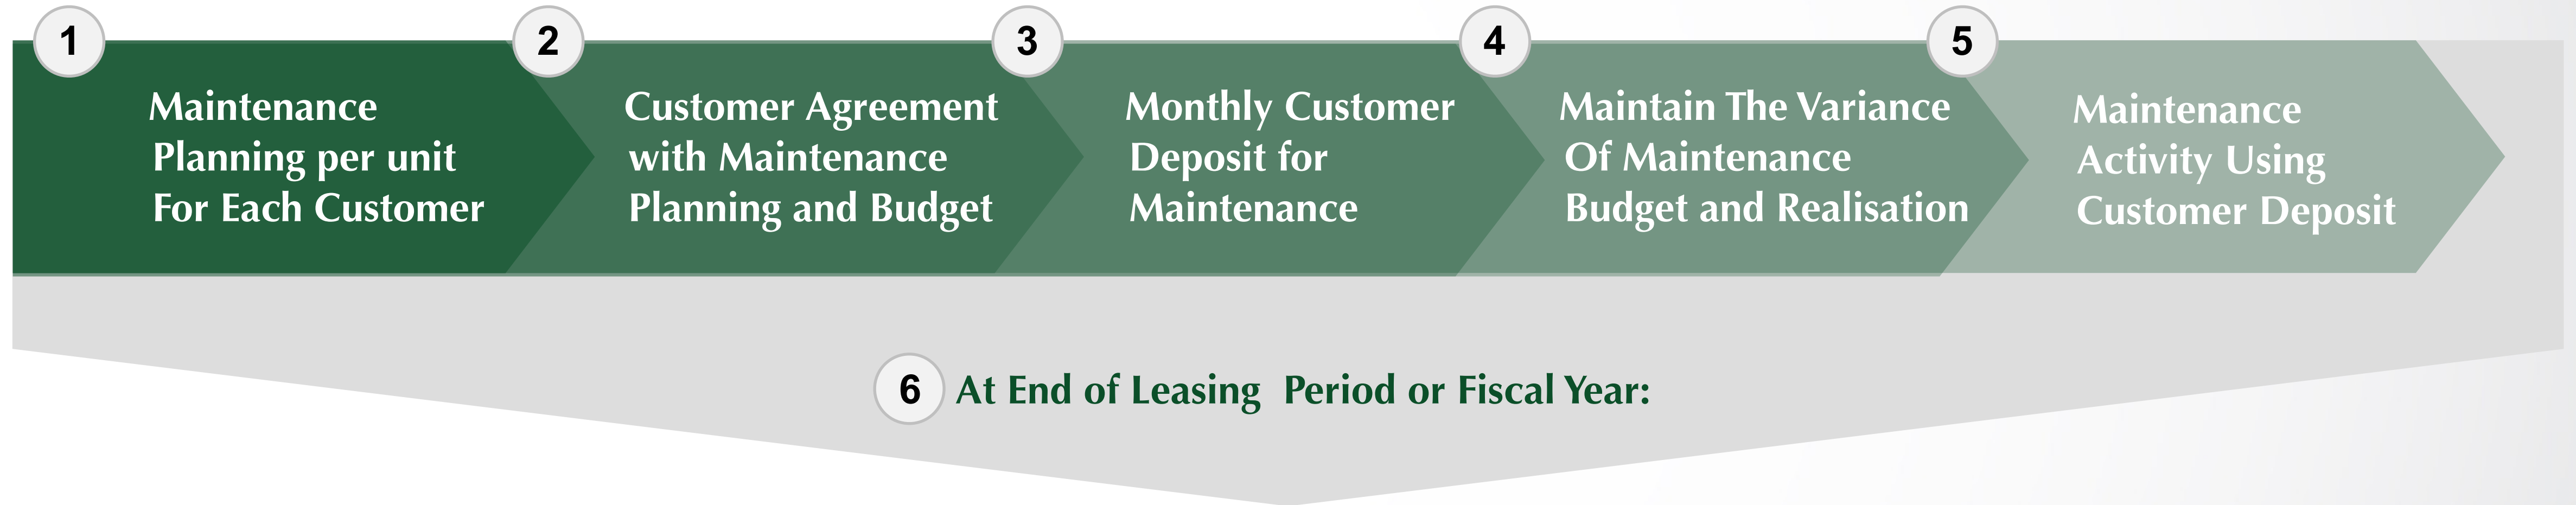 1
Maintenance
Planning per unit
For Each Customer
2
Customer Agreement
with Maintenance
Planning and Budget
3
Monthly Customer
Deposit for
Maintenance
4
Maintain The Variance
Of Maintenance
Budget and Realisation
5
Maintenance
Activity Using
Customer Deposit
6 At End of Leasing Period or Fiscal Year: